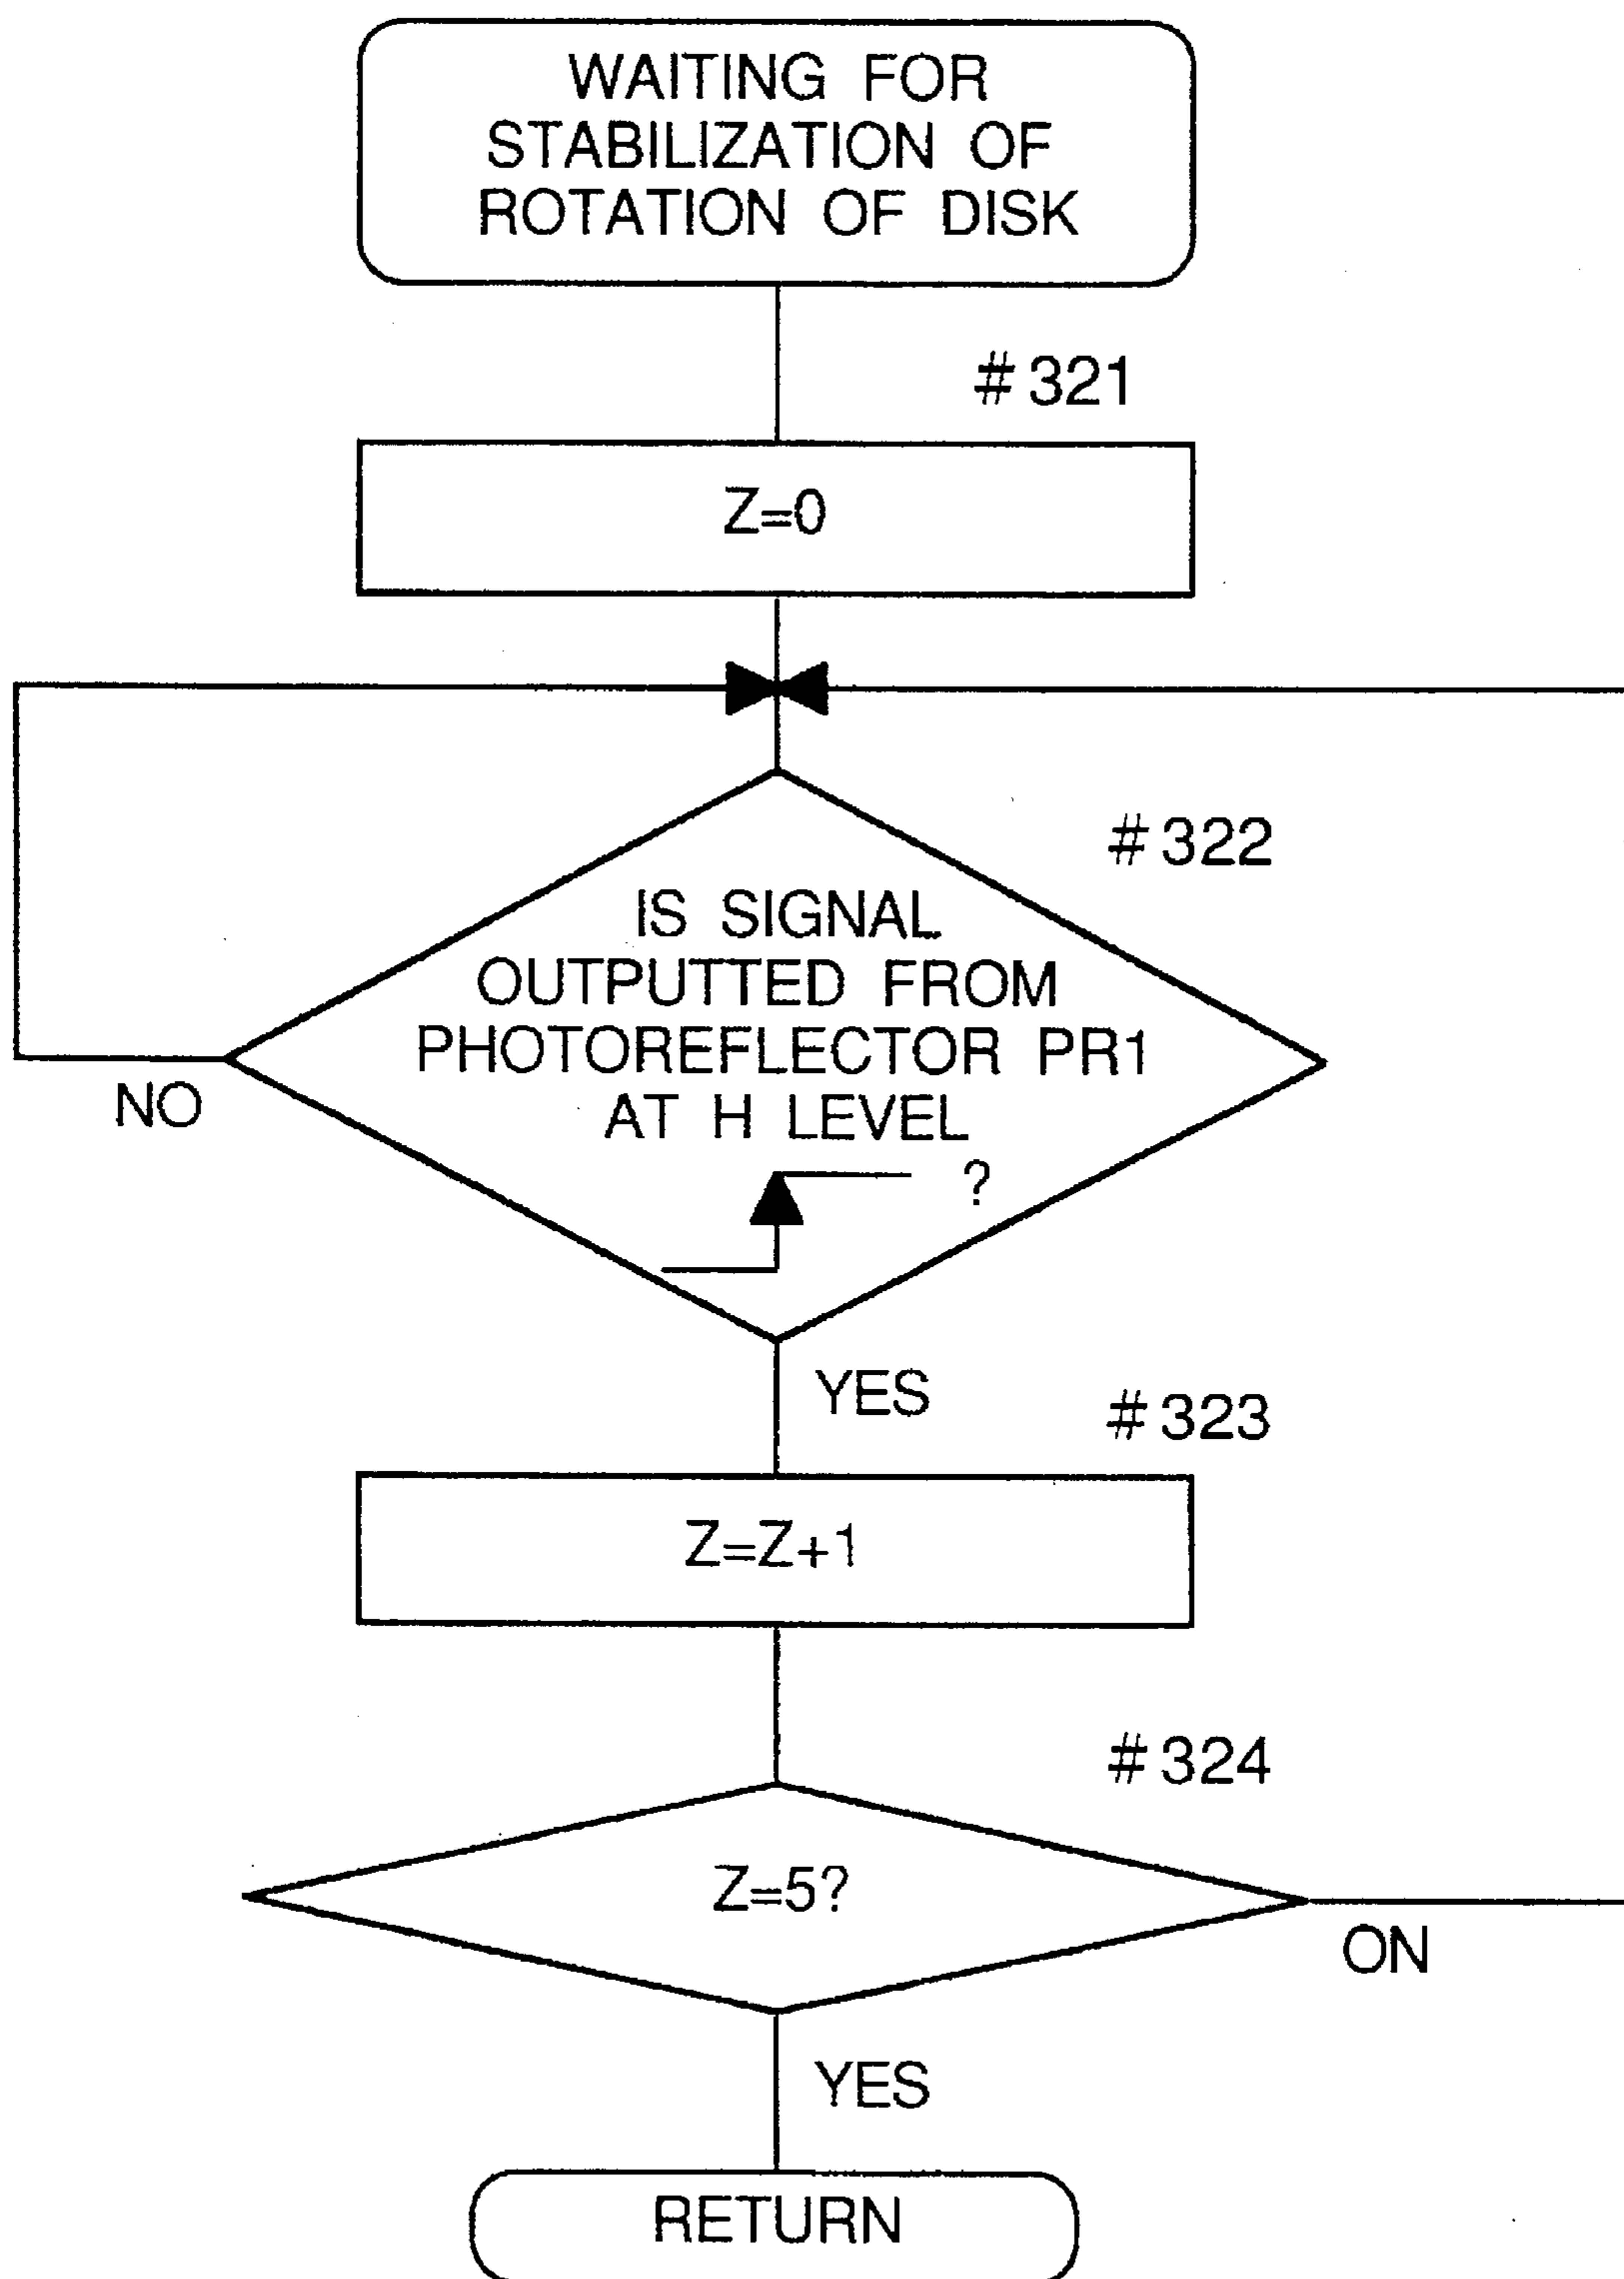 WAITING FOR
STABILIZATION OF
ROTATION OF DISK
#321
Z=0
#322
IS SIGNAL
OUTPUTTED FROM
PHOTOREFLECTOR PR1
AT H LEVEL
?
NO
YES
#323
Z=Z+1
#324
Z=5?
ON
YES
RETURN